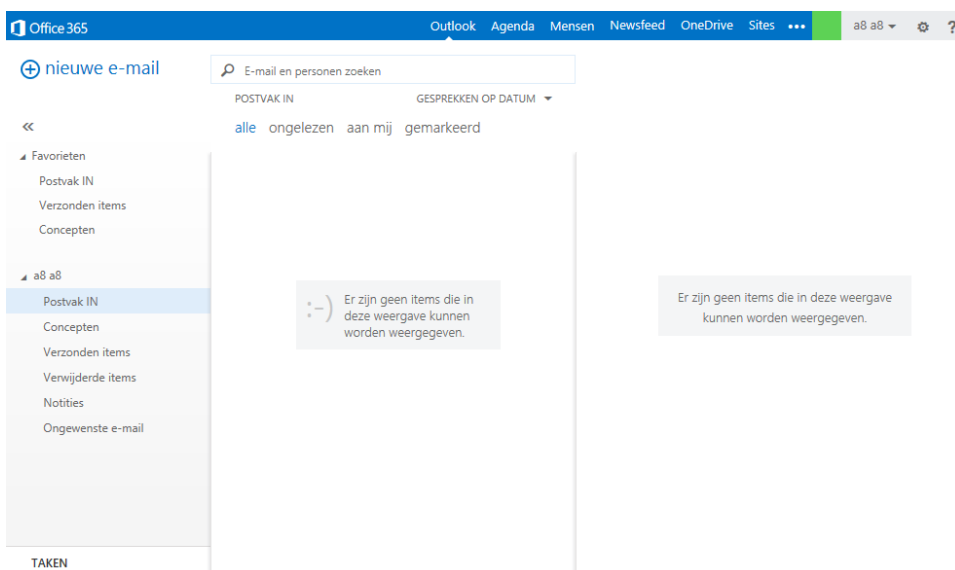 Office 365 Outlook Agenda Mensen Newsfeed OneDrive Sites ••• a8 a8 ?
nieuwe e-mail
E-mail en personen zoeken
POSTVAK IN GESPREKKEN OP DATUM
alle ongelezen aan mij gemarkeerd
Favorieten
Postvak IN
Verzonden items
Concepten
a8 a8
Postvak IN
Concepten
Verzonden items
Verwijderde items
Notities
Ongewenste e-mail
TAKEN
:-)
Er zijn geen items die in
deze weergave kunnen
worden weergegeven.
Er zijn geen items die in deze weergave
kunnen worden weergegeven.